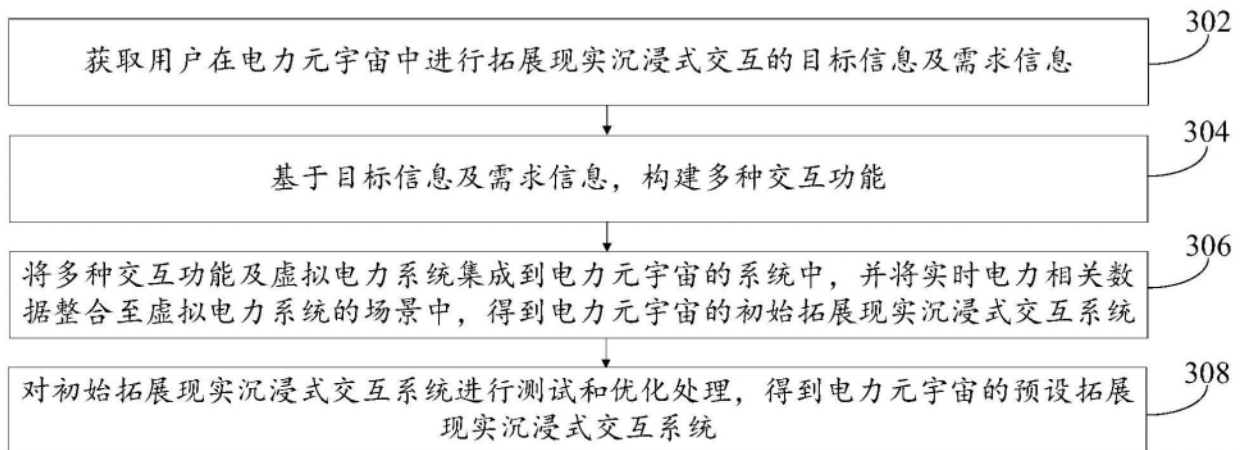 获取用户在电力元宇宙中进行拓展现实沉浸式交互的目标信息及需求信息
302
基于目标信息及需求信息，构建多种交互功能
304
将多种交互功能及虚拟电力系统集成到电力元宇宙的系统中，并将实时电力相关数
据整合至虚拟电力系统的场景中，得到电力元宇宙的初始拓展现实沉浸式交互系统
306
对初始拓展现实沉浸式交互系统进行测试和优化处理，得到电力元宇宙的预设拓展
现实沉浸式交互系统
308